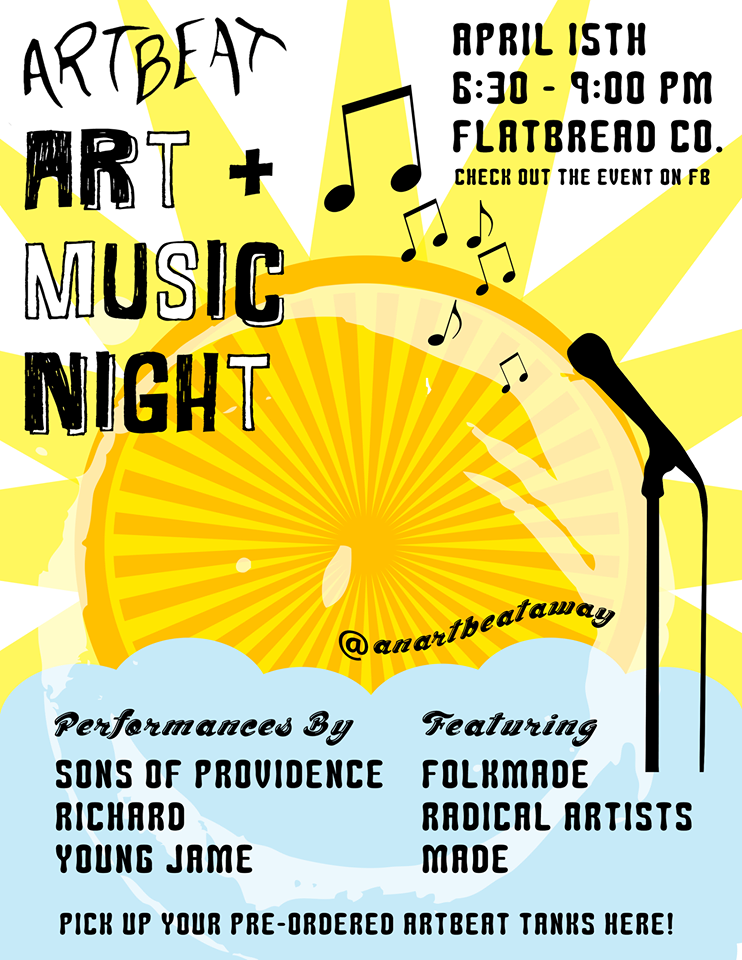 ARTBEAT
ART +
MUSIC
NIGHT
APRIL 15TH
6:30 - 9:00 PM
FLATBREAD CO.
CHECK OUT THE EVENT ON FB
@anartbeataway
Performances By
SONS OF PROVIDENCE
RICHARD
YOUNG JAME
Featuring
FOLKMADE
RADICAL ARTISTS
MADE
PICK UP YOUR PRE-ORDERED ARTBEAT TANKS HERE!